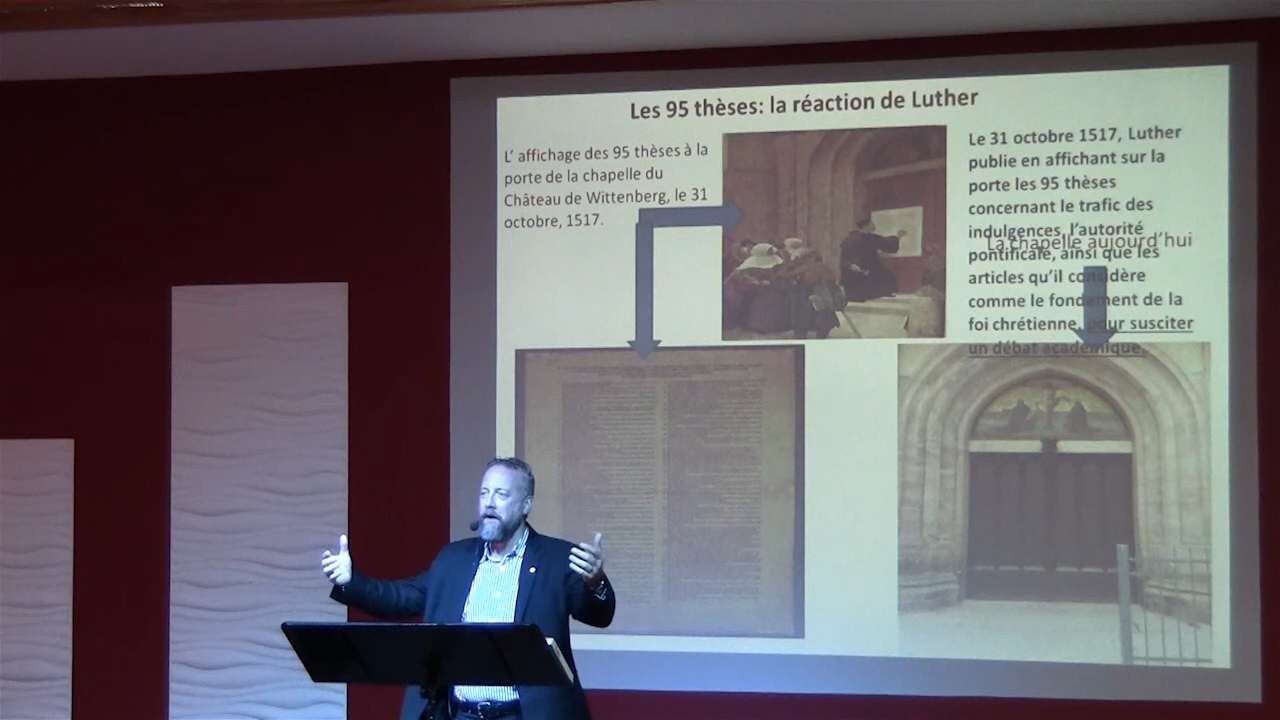 Les 95 thèses: la réaction de Luther
L' affichage des 95 thèses à la
porte de la chapelle du
Château de Wittenberg, le 31
octobre, 1517.
Le 31 octobre 1517, Luther
publie en affichant sur la
porte les 95 thèses
concernant le trafic des
indulgences, l'autorité
pontificale, ainsi que les
articles qu'il considère
comme le fondement de la
foi chrétienne, pour susciter
un débat académique.
La chapelle aujourd'hui